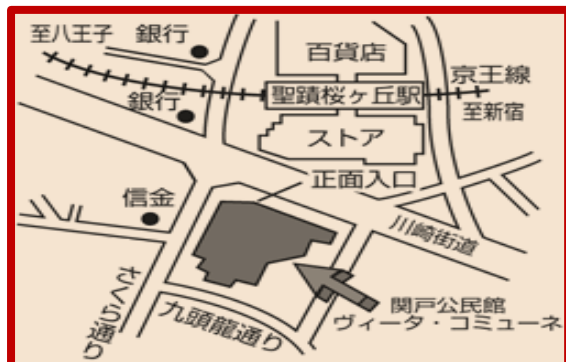 至八王子
銀行
百貨店
京王線
聖蹟桜ヶ丘駅
銀行
至新宿
ストア
正面入口
信金
川崎街道
さくら通り
九頭龍通り
関戸公民館
ヴィータ・コミューネ